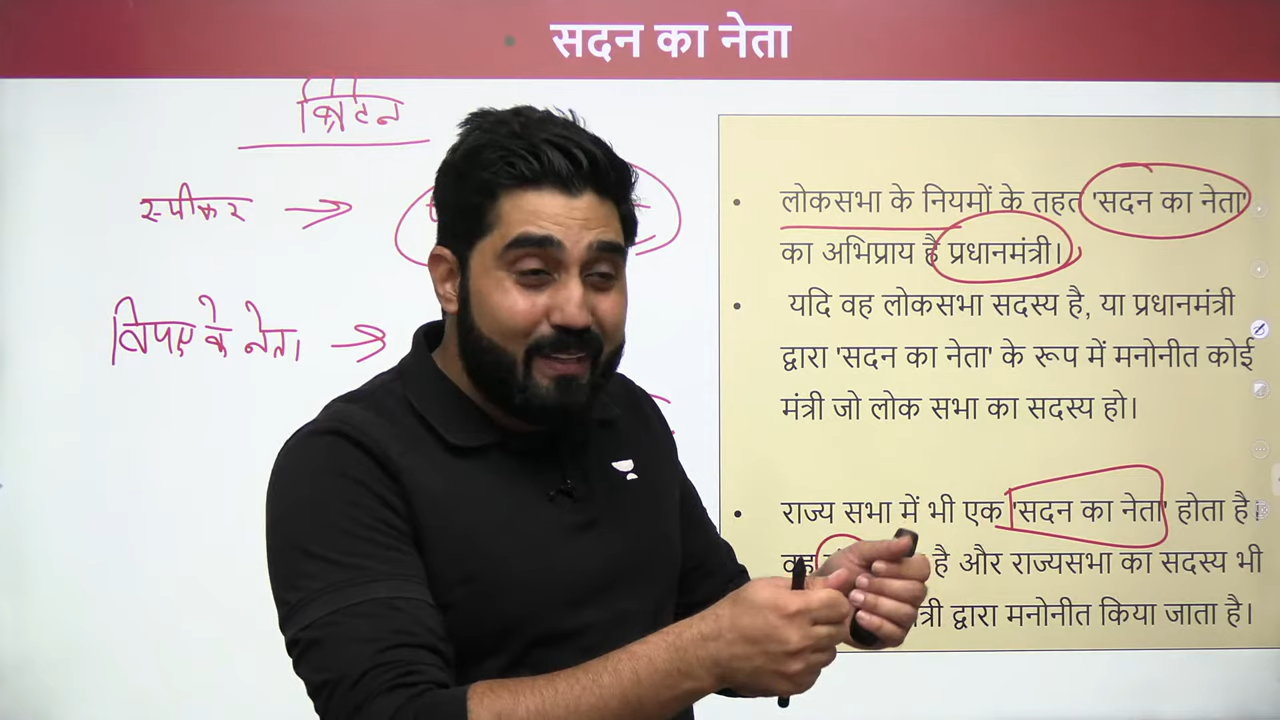 सदन का नेता
ब्रिटेन
स्पीकर →
विपक्ष के नेता →
• लोकसभा के नियमों के तहत 'सदन का नेता'
का अभिप्राय है प्रधानमंत्री।
• यदि वह लोकसभा सदस्य है, या प्रधानमंत्री
द्वारा 'सदन का नेता' के रूप में मनोनीत कोई
मंत्री जो लोक सभा का सदस्य हो।
• राज्य सभा में भी एक 'सदन का नेता' होता है।
वह है और राज्यसभा का सदस्य भी
द्वारा मनोनीत किया जाता है।